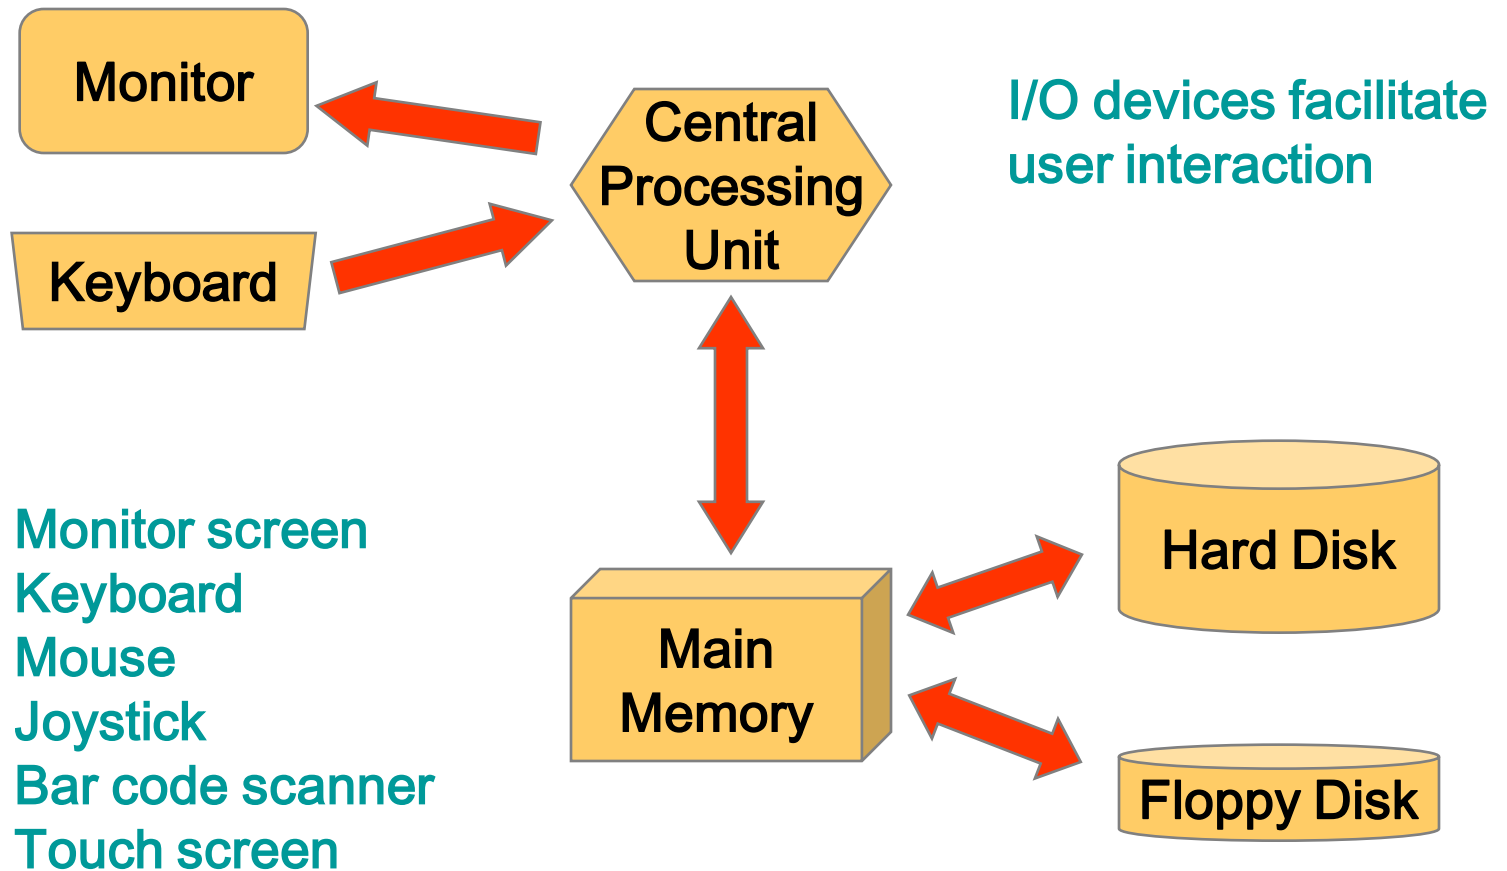 Monitor
Central
Processing
Unit
I/O devices facilitate
user interaction
Keyboard
Monitor screen
Keyboard
Mouse
Joystick
Bar code scanner
Touch screen
Main
Memory
Hard Disk
Floppy Disk